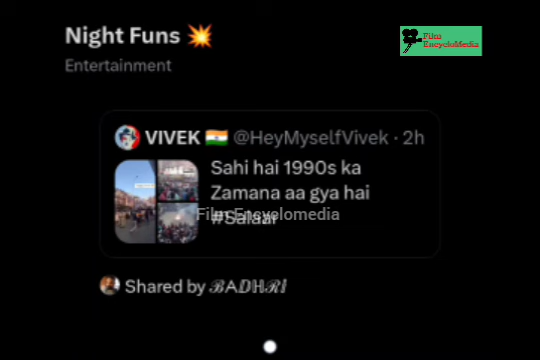 Night Funs 💥
Film
EncycloMedia
Entertainment
VIVEK 🇮🇳 @HeyMyselfVivek · 2h
Sahi hai 1990s ka
Zamana aa gya hai
#Salaar
Film Encyclomedia
Shared by ℬ𝔸𝔻ℍℛ𝕀